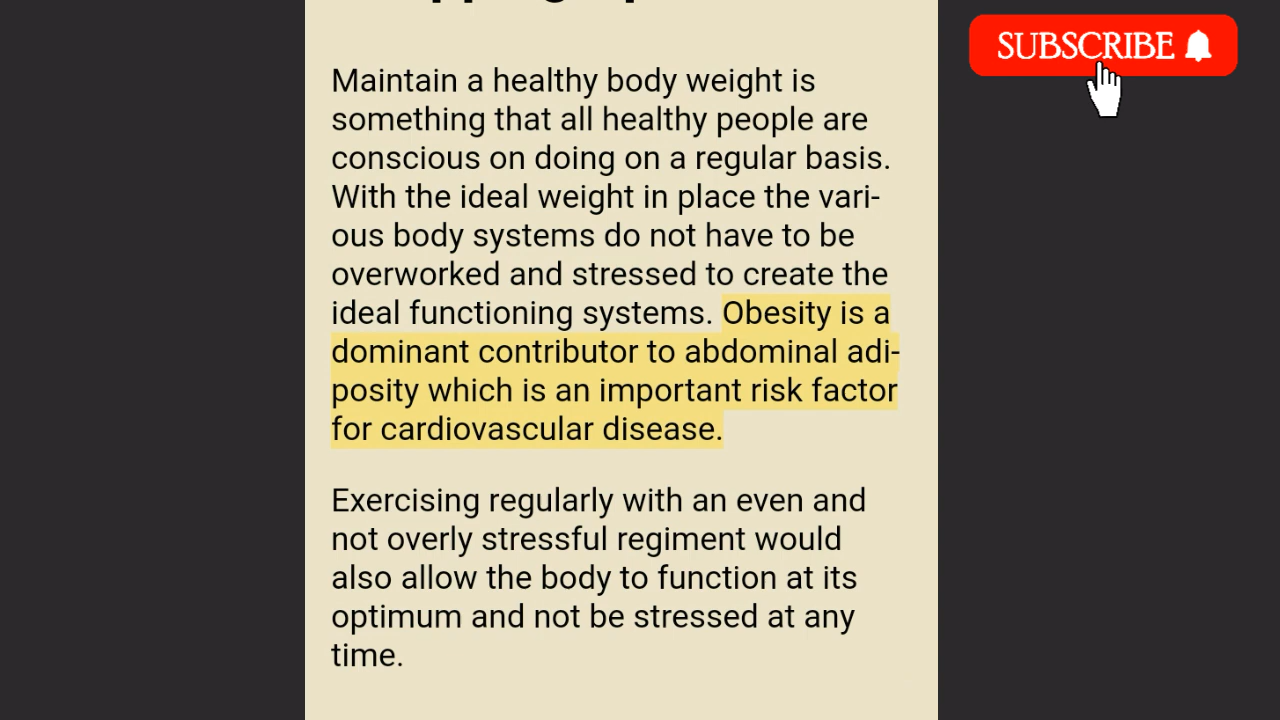 SUBSCRIBE
Maintain a healthy body weight is
something that all healthy people are
conscious on doing on a regular basis.
With the ideal weight in place the vari-
ous body systems do not have to be
overworked and stressed to create the
ideal functioning systems. Obesity is a
dominant contributor to abdominal adi-
posity which is an important risk factor
for cardiovascular disease.
Exercising regularly with an even and
not overly stressful regiment would
also allow the body to function at its
optimum and not be stressed at any
time.